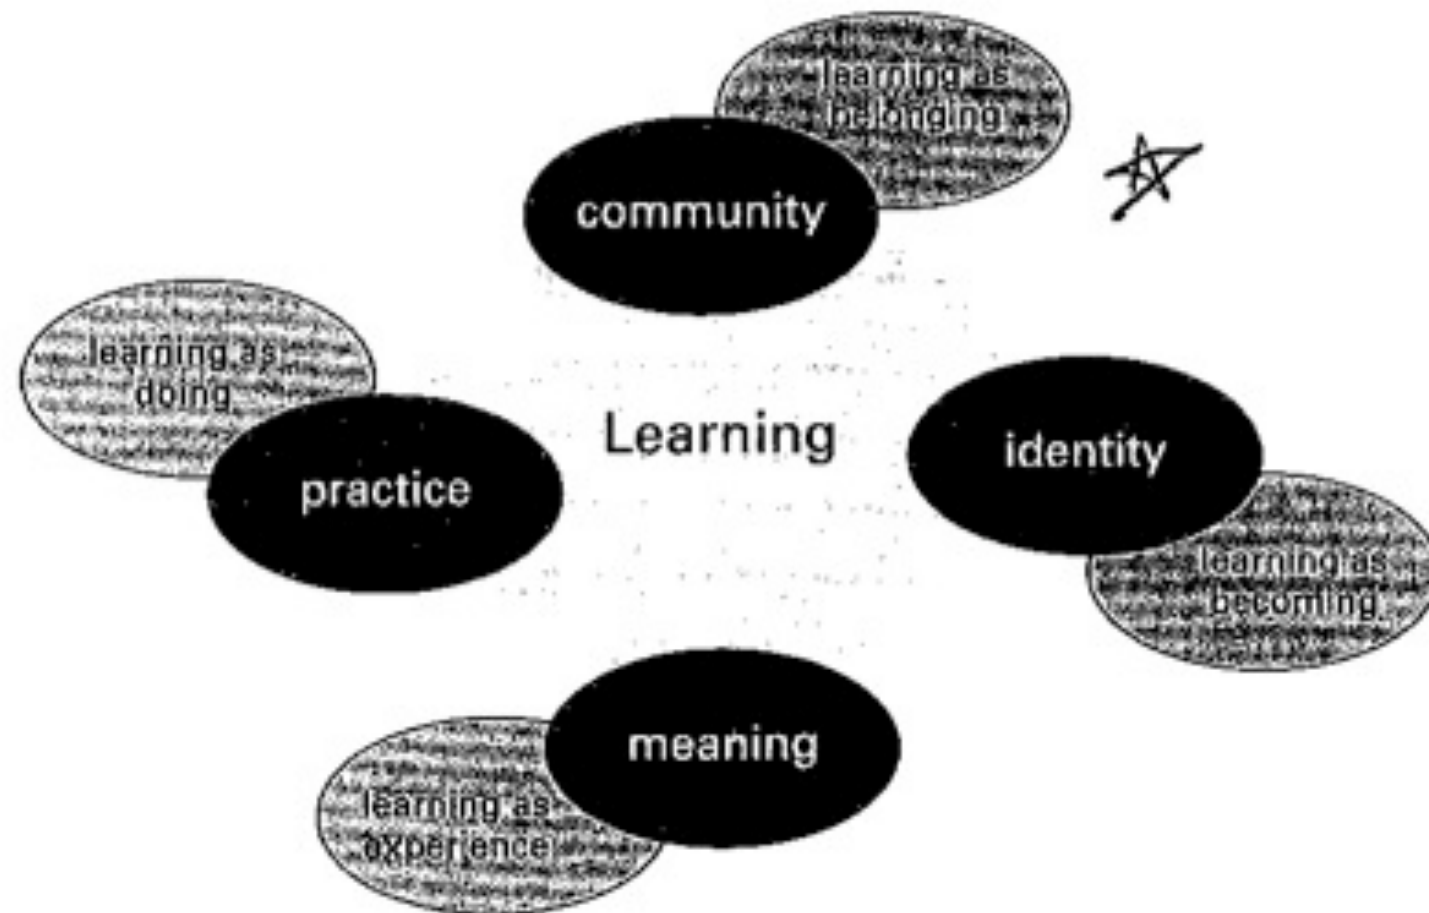 learning as
belonging
community
learning as
doing
practice
Learning
identity
learning as
becoming
meaning
learning as
experience